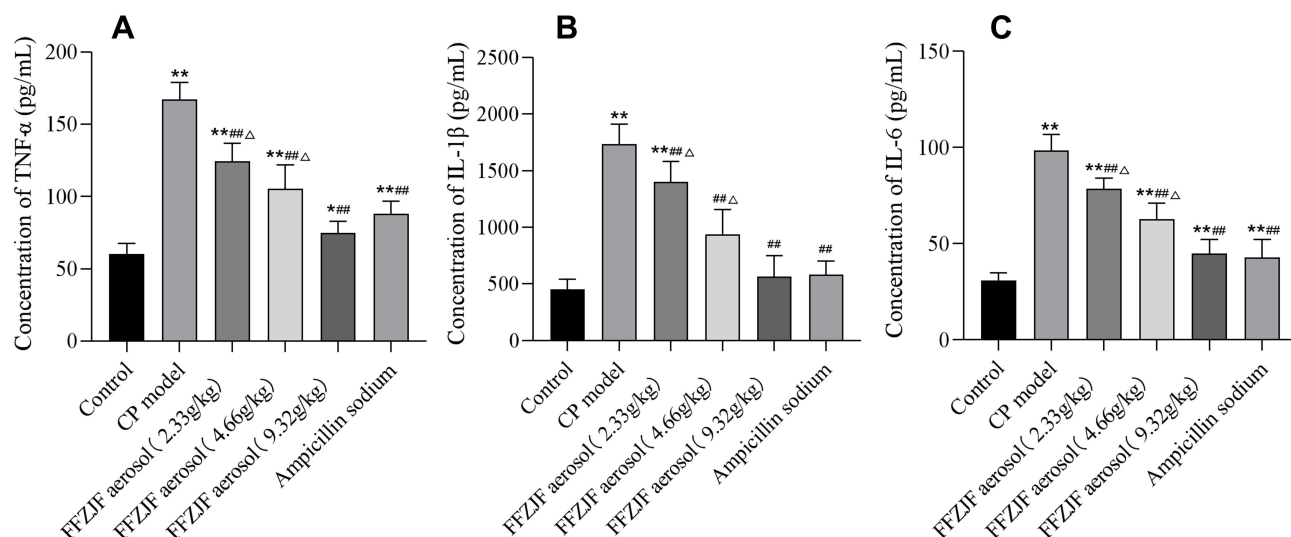 A
Concentration of TNF-α (pg/mL)
200
150
100
50
0
**
**##△
**##△
*##
**##
Control
CP model
FFZJF aerosol( 2.33g/kg)
FFZJF aerosol( 4.66g/kg)
FFZJF aerosol( 9.32g/kg)
Ampicillin sodium
B
Concentration of IL-1β (pg/mL)
2500
2000
1500
1000
500
0
**
**##△
##△
##
##
Control
CP model
FFZJF aerosol( 2.33g/kg)
FFZJF aerosol( 4.66g/kg)
FFZJF aerosol( 9.32g/kg)
Ampicillin sodium
C
Concentration of IL-6 (pg/mL)
150
100
50
0
**
**##△
**##△
**##
**##
Control
CP model
FFZJF aerosol( 2.33g/kg)
FFZJF aerosol( 4.66g/kg)
FFZJF aerosol( 9.32g/kg)
Ampicillin sodium